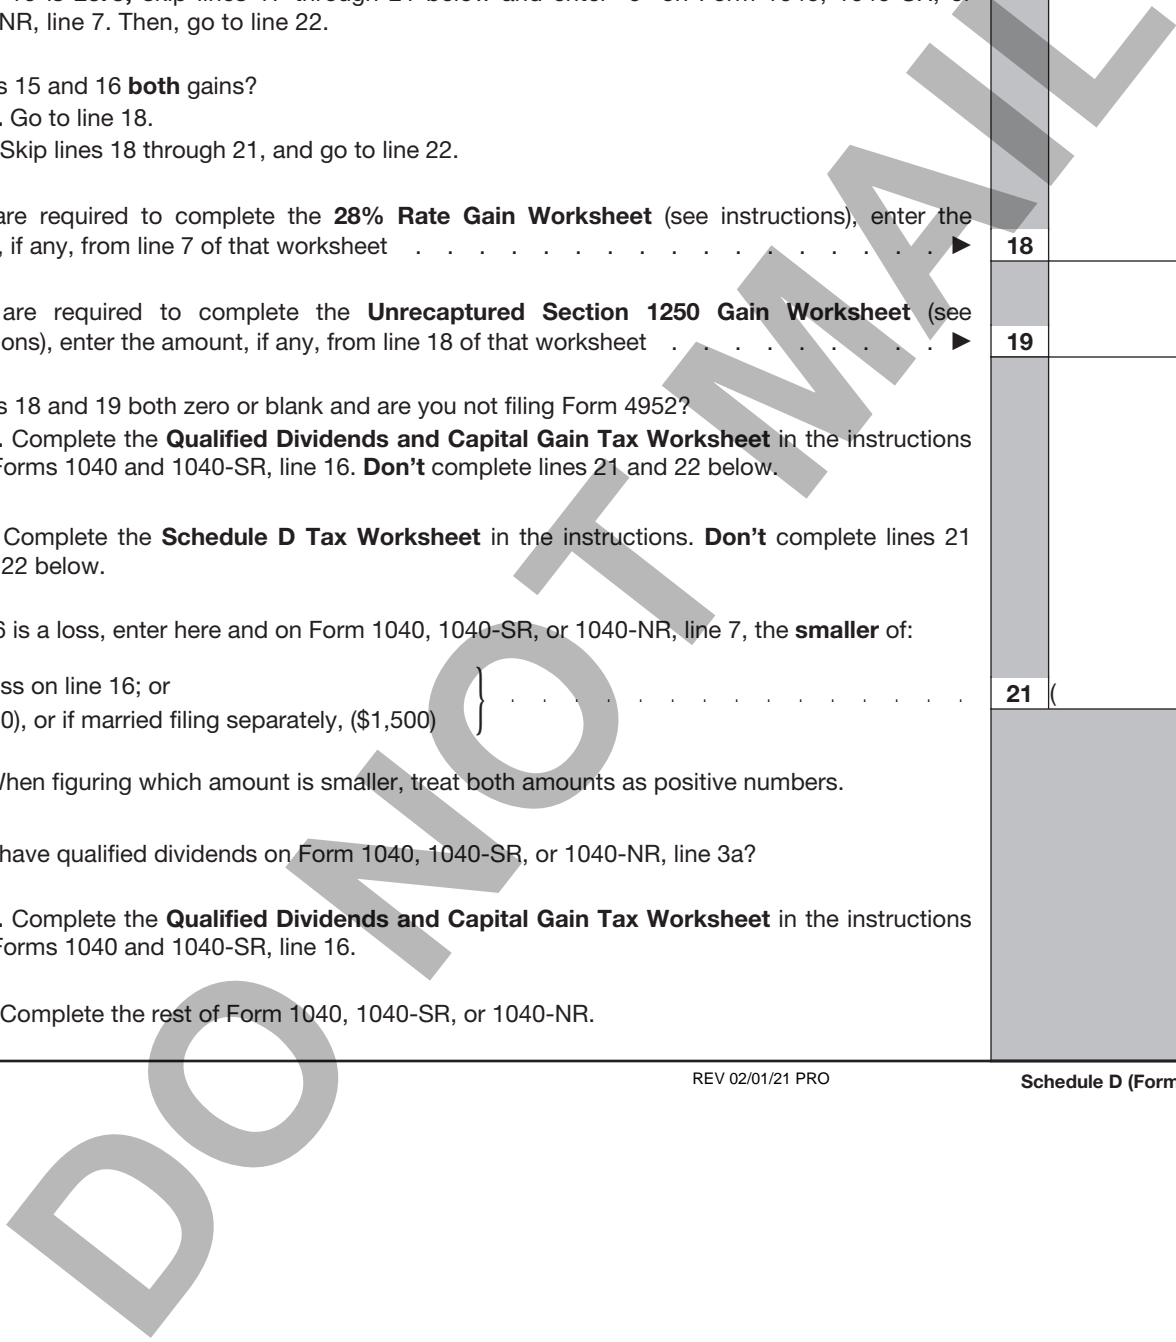 NR, line 7. Then, go to line 22.
s 15 and 16 both gains?
. Go to line 18.
Skip lines 18 through 21, and go to line 22.
are required to complete the 28% Rate Gain Worksheet (see instructions), enter the
, if any, from line 7 of that worksheet . . . . . . . . . . . . . . . . . ▶ 18
are required to complete the Unrecaptured Section 1250 Gain Worksheet (see
ons), enter the amount, if any, from line 18 of that worksheet . . . . . . . . . ▶ 19
s 18 and 19 both zero or blank and are you not filing Form 4952?
. Complete the Qualified Dividends and Capital Gain Tax Worksheet in the instructions
Forms 1040 and 1040-SR, line 16. Don't complete lines 21 and 22 below.
Complete the Schedule D Tax Worksheet in the instructions. Don't complete lines 21
22 below.
6 is a loss, enter here and on Form 1040, 1040-SR, or 1040-NR, line 7, the smaller of:
ss on line 16; or
0), or if married filing separately, ($1,500) } . . . . . . . . . . . . . . . 21 (
When figuring which amount is smaller, treat both amounts as positive numbers.
have qualified dividends on Form 1040, 1040-SR, or 1040-NR, line 3a?
. Complete the Qualified Dividends and Capital Gain Tax Worksheet in the instructions
Forms 1040 and 1040-SR, line 16.
Complete the rest of Form 1040, 1040-SR, or 1040-NR.
REV 02/01/21 PRO Schedule D (Form
DO NOT MAIL